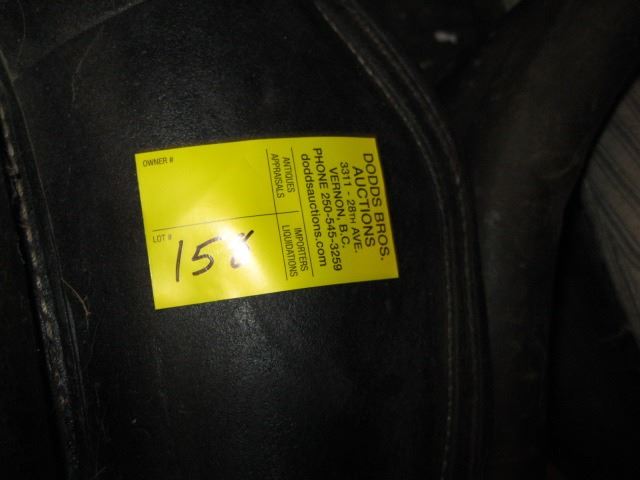 DODDS BROS.
AUCTIONS
3311 - 28TH AVE.
VERNON, B.C.
PHONE 250-545-3259
doddsauctions.com
ANTIQUES
APPRAISALS
IMPORTERS
LIQUIDATIONS
OWNER #
LOT #
158